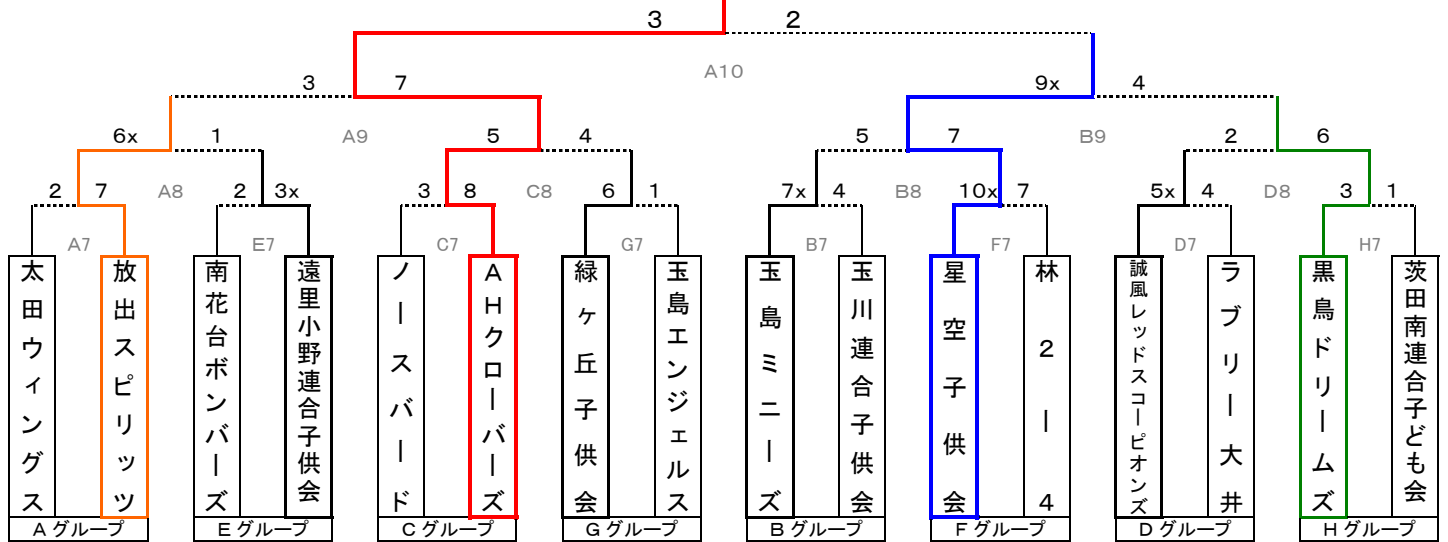 3 2
A10
3 7 9x 4
6x 1 A9 5 4 5 7 B9 2 6
2 7 A8 2 3x 3 8 C8 6 1 7x 4 B8 10x 7 5x 4 D8 3 1
A7 E7 C7 G7 B7 F7 D7 H7
太田ウィングス
放出スピリッツ
南花台ボンバーズ
遠里小野連合子供会
ノースバード
AHクローバーズ
緑ヶ丘子供会
玉島エンジェルス
玉島ミニーズ
玉川連合子供会
星空子供会
林2ー4
誠風レッドスコーピオンズ
ラブリー大井
黒鳥ドリームズ
茨田南連合子ども会
Aグループ Eグループ Cグループ Gグループ Bグループ Fグループ Dグループ Hグループ